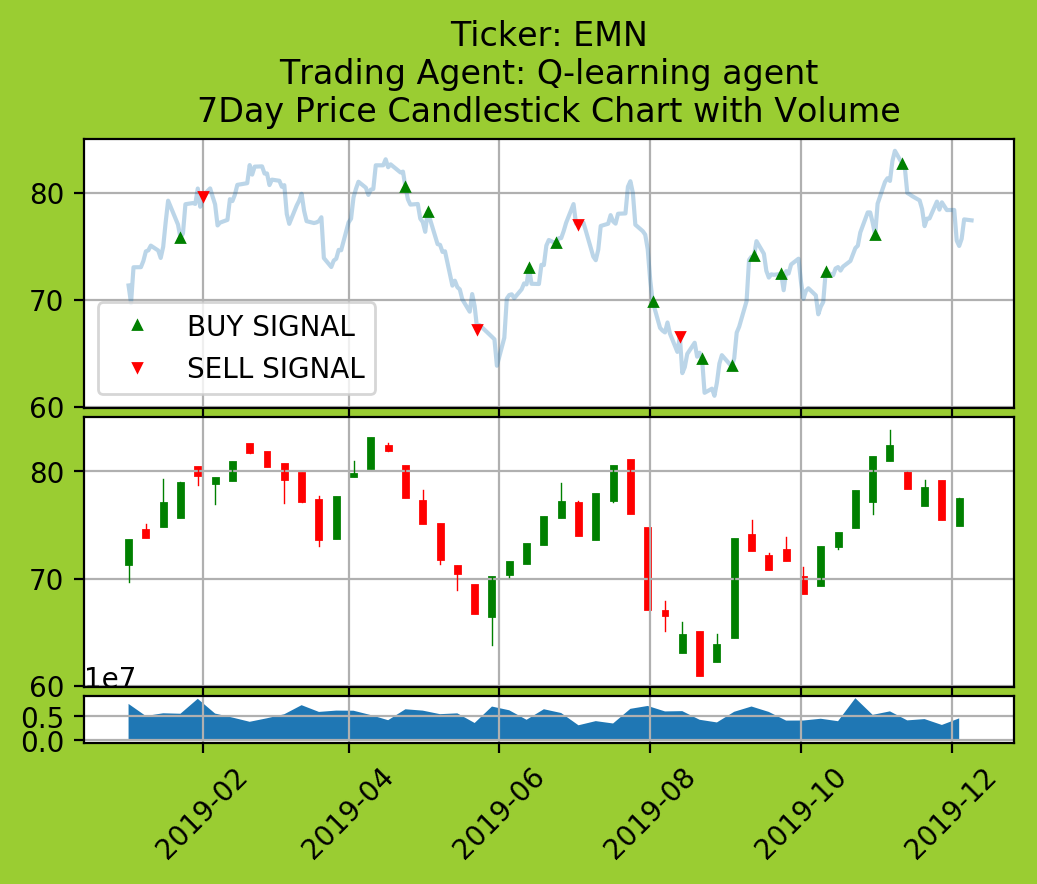 Ticker: EMN
Trading Agent: Q-learning agent
7Day Price Candlestick Chart with Volume
80
70
60
BUY SIGNAL
SELL SIGNAL
80
70
60
1e7
0.5
0.0
2019-02
2019-04
2019-06
2019-08
2019-10
2019-12